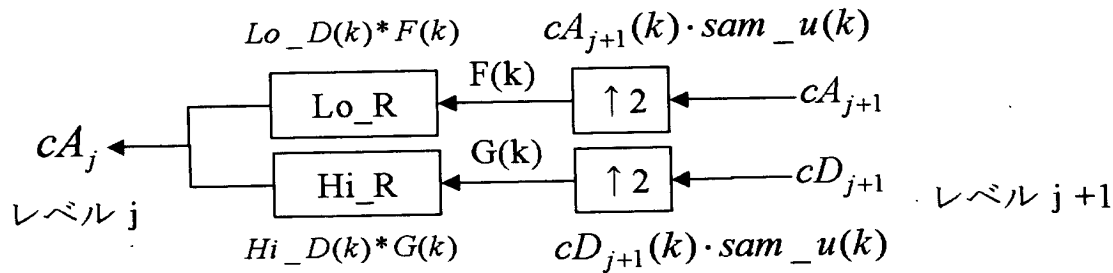 Lo_D(k)*F(k) cA_{j+1}(k)·sam_u(k)
Lo_R F(k) ↑2 cA_{j+1}
cA_j
G(k)
Hi_R ↑2 cD_{j+1}
レベル j レベル j+1
Hi_D(k)*G(k) cD_{j+1}(k)·sam_u(k)